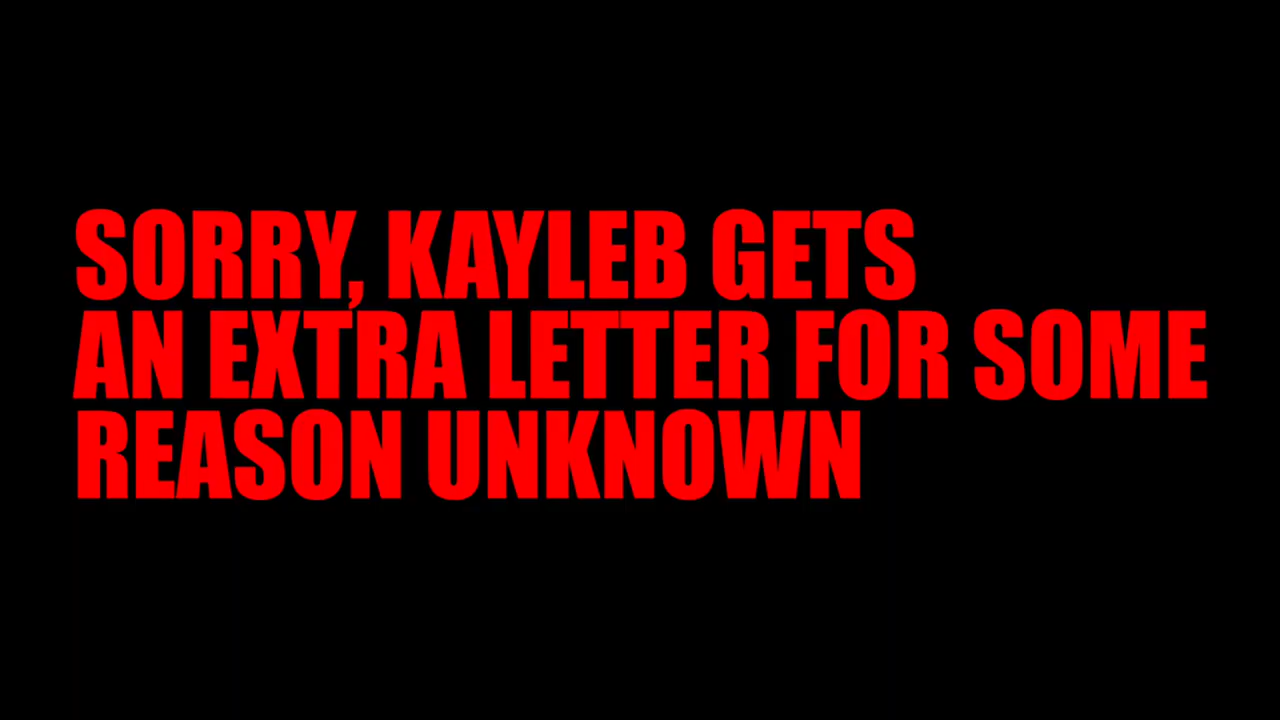 SORRY, KAYLEB GETS
AN EXTRA LETTER FOR SOME
REASON UNKNOWN